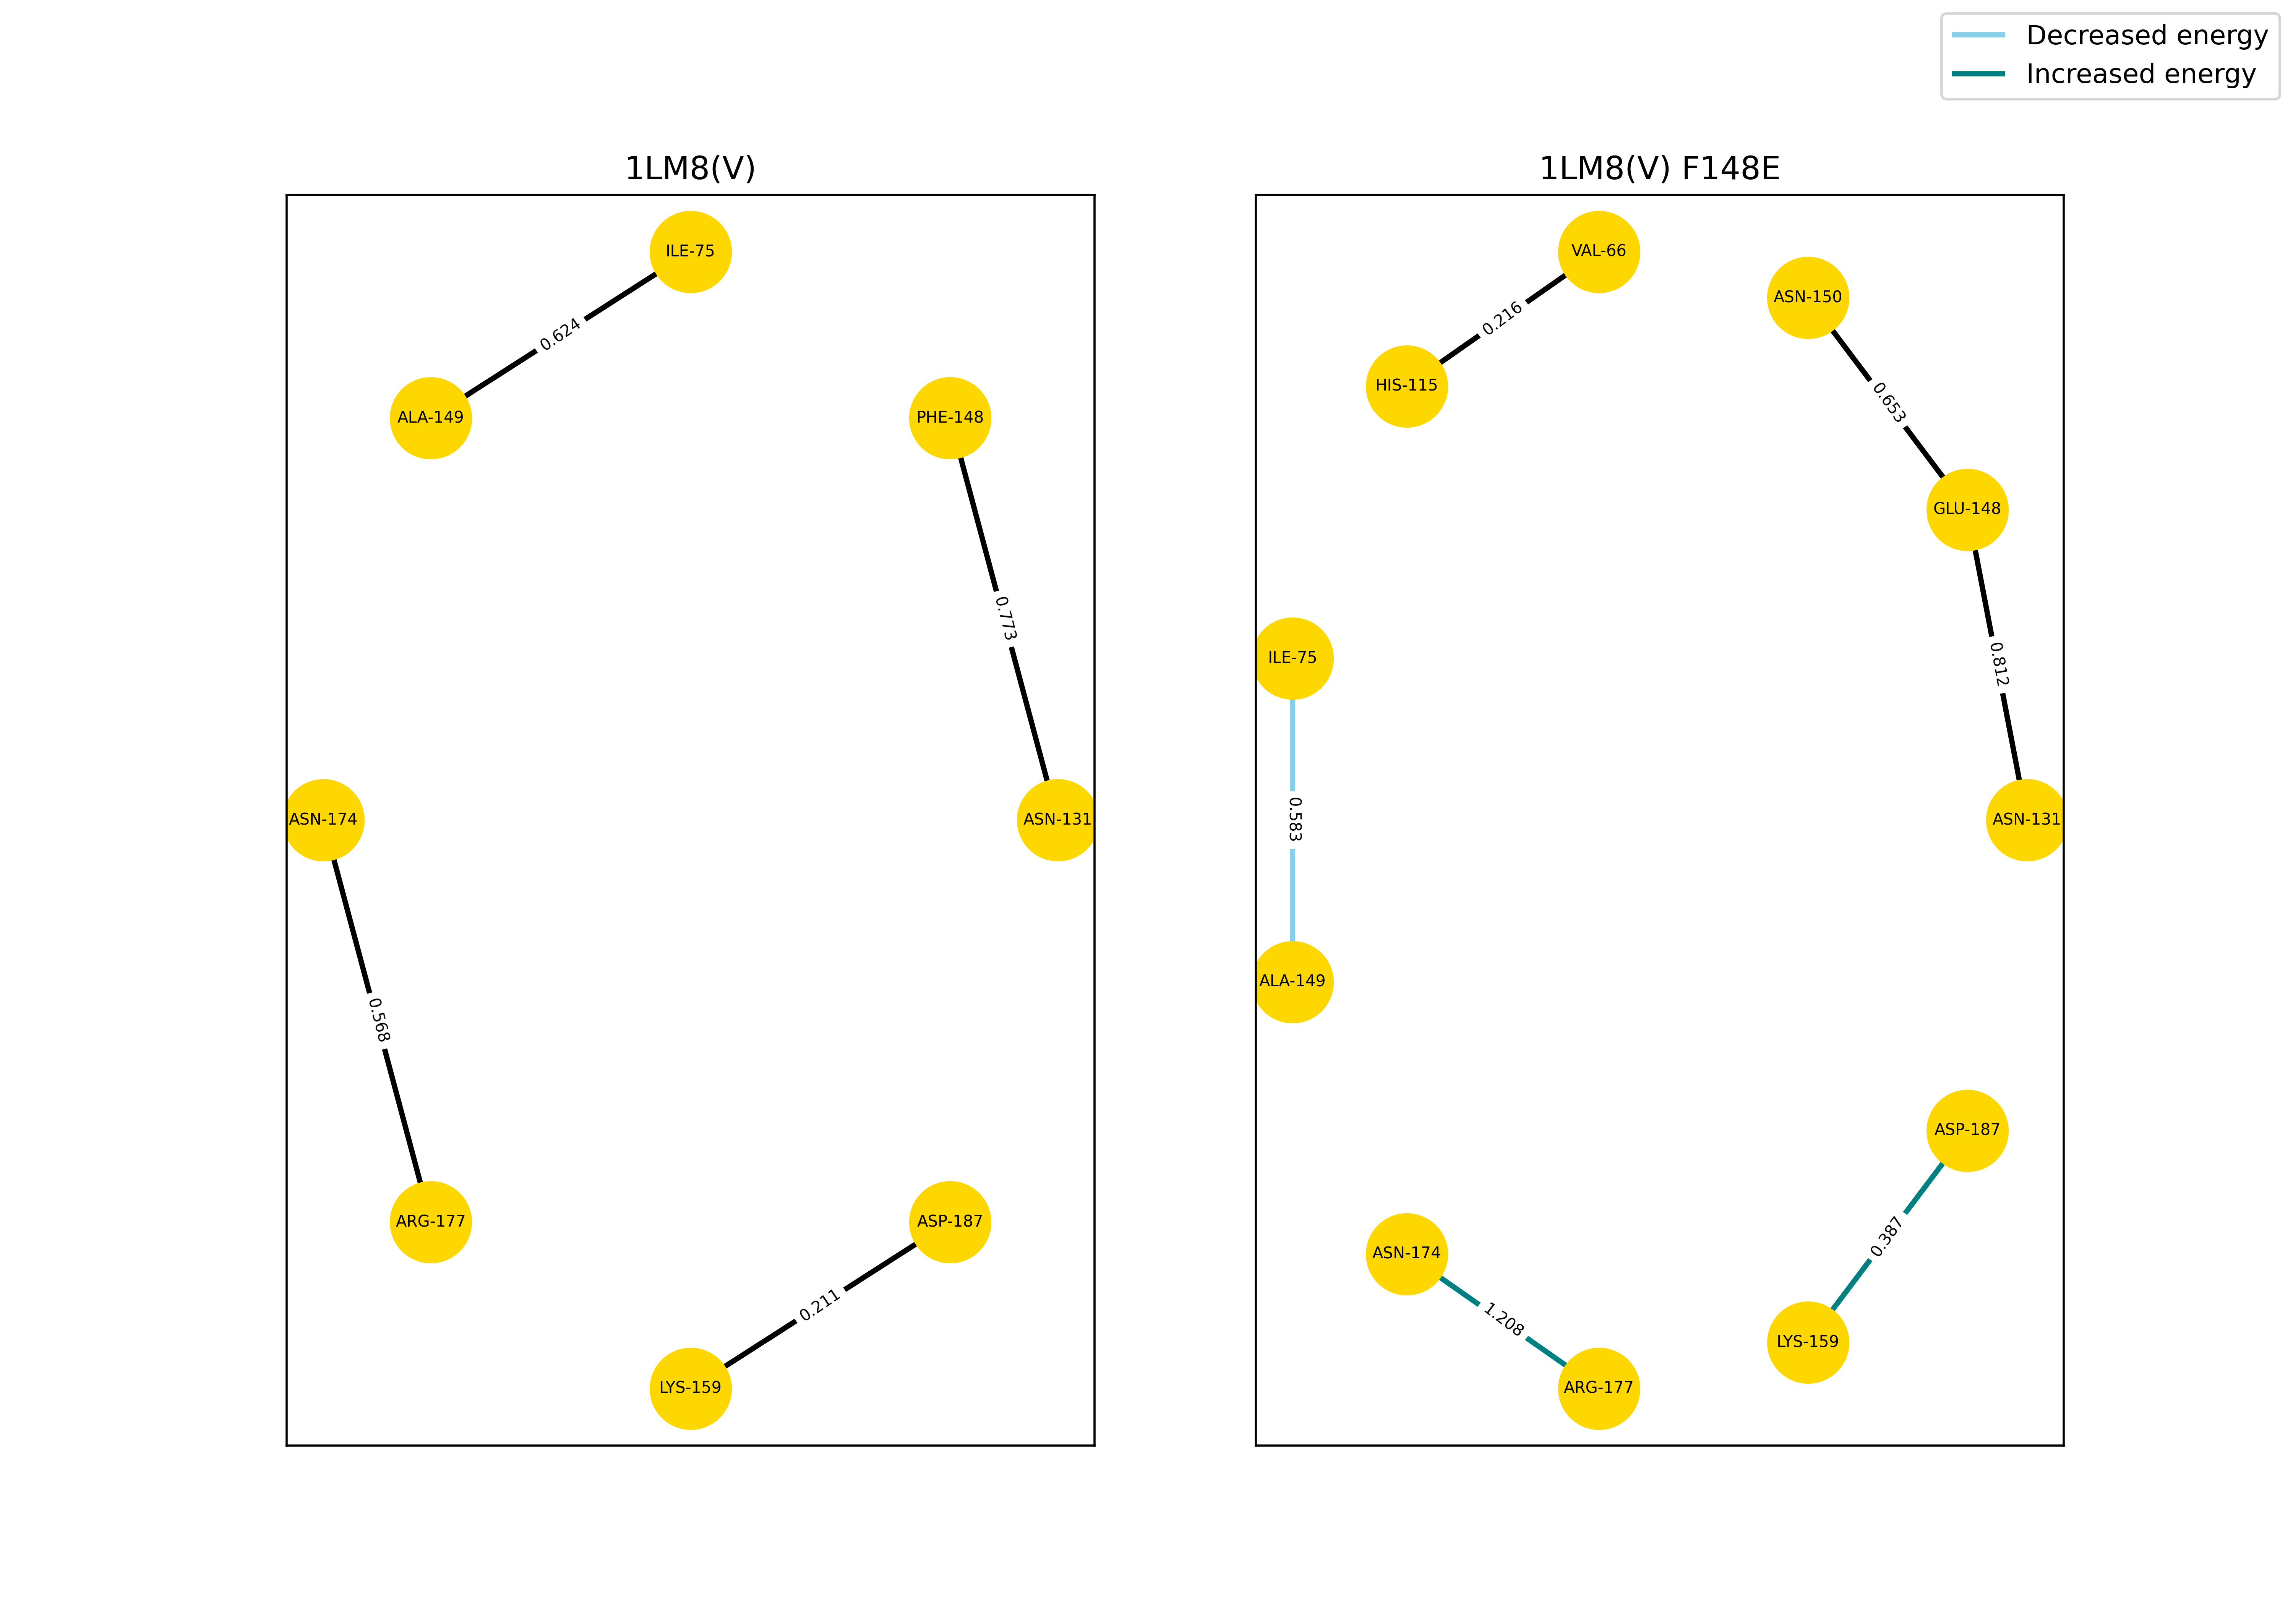 Decreased energy
Increased energy
1LM8(V)
ILE-75
0.624
ALA-149
PHE-148
0.773
ASN-174
ASN-131
0.568
ARG-177
ASP-187
0.211
LYS-159
1LM8(V) F148E
VAL-66
ASN-150
0.216
HIS-115
0.653
GLU-148
ILE-75
0.812
0.583
ASN-131
ALA-149
ASP-187
0.387
ASN-174
1.208
LYS-159
ARG-177